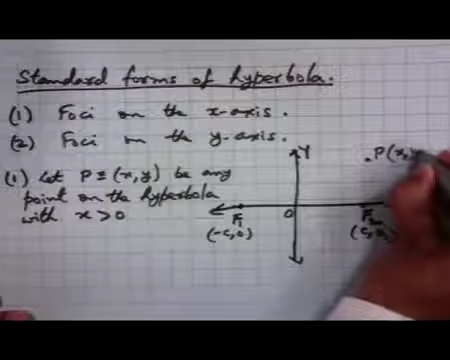 Standard forms of hyperbola.
(1) Foci on the x-axis.
(2) Foci on the y-axis.
(1) Let P ≡ (x, y) be any
point on the hyperbola
with x > 0
Y
P(x, y
F₁
O
F₂
(-c, 0)
(c, 0)